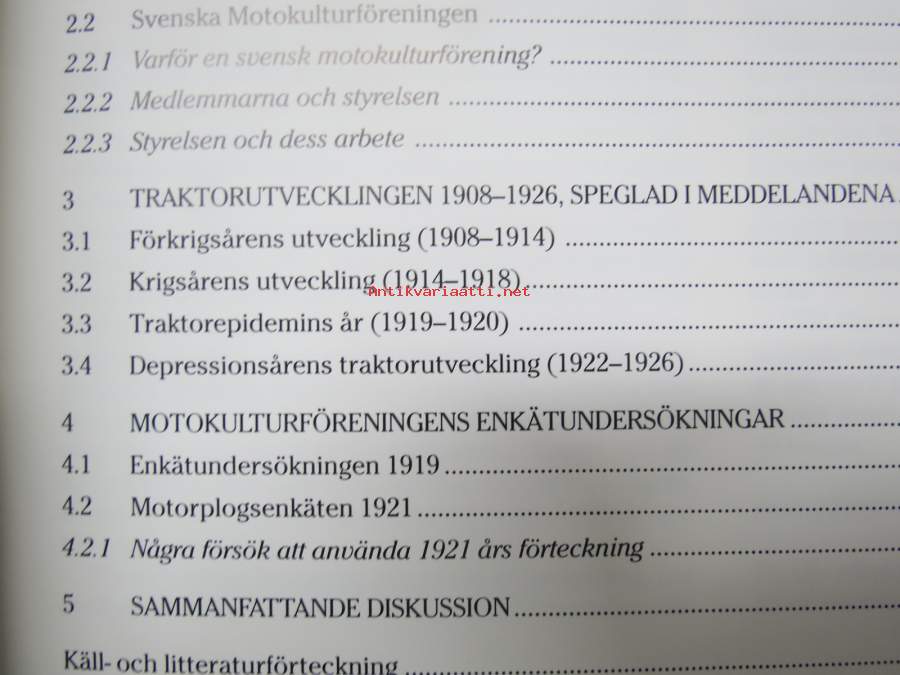 2.2 Svenska Motokulturföreningen
2.2.1 Varför en svensk motokulturförening?
2.2.2 Medlemmarna och styrelsen
2.2.3 Styrelsen och dess arbete
3 TRAKTORUTVECKLINGEN 1908–1926, SPEGLAD I MEDDELANDENA
3.1 Förkrigsårens utveckling (1908–1914)
3.2 Krigsårens utveckling (1914–1918)
Antikvariaatti.net
3.3 Traktorepidemins år (1919–1920)
3.4 Depressionsårens traktorutveckling (1922–1926)
4 MOTOKULTURFÖRENINGENS ENKÄTUNDERSÖKNINGAR
4.1 Enkätundersökningen 1919
4.2 Motorplogsenkäten 1921
4.2.1 Några försök att använda 1921 års förteckning
5 SAMMANFATTANDE DISKUSSION
Käll- och litteraturförteckning